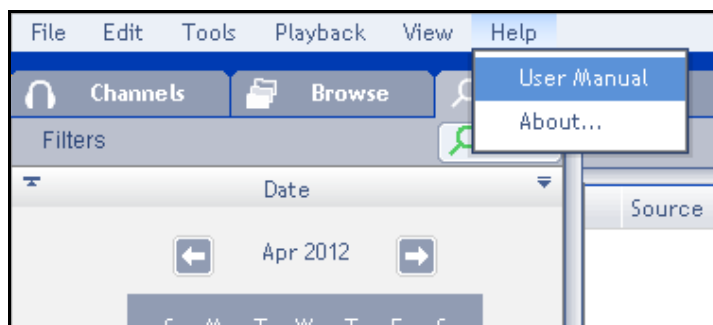 File Edit Tools Playback View Help
User Manual
Channels Browse
About...
Filters
Date
Source
Apr 2012
S M T W T F S